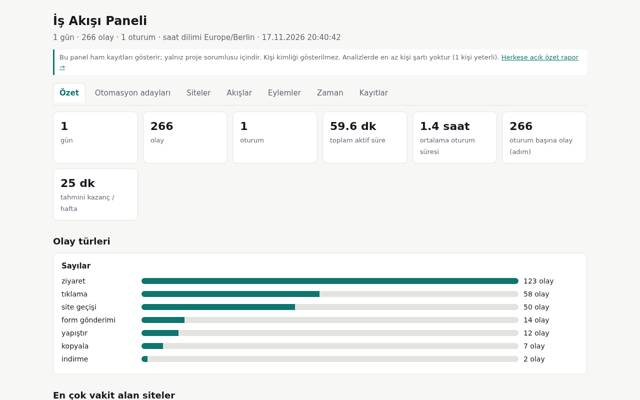 İş Akışı Paneli
1 gün · 266 olay · 1 oturum · saat dilimi Europe/Berlin · 17.11.2026 20:40:42
Bu panel ham kayıtları gösterir; yalnız proje sorumlusu içindir. Kişi kimliği gösterilmez. Analizlerde en az kişi şartı yoktur (1 kişi yeterli). Herkese açık özet rapor
→
Özet Otomasyon adayları Siteler Akışlar Eylemler Zaman Kayıtlar
1
gün
266
olay
1
oturum
59.6 dk
toplam aktif süre
1.4 saat
ortalama oturum
süresi
266
oturum başına olay
(adım)
25 dk
tahmini kazanç /
hafta
Olay türleri
Sayılar
ziyaret 123 olay
tıklama 58 olay
site geçişi 50 olay
form gönderimi 14 olay
yapıştır 12 olay
kopyala 7 olay
indirme 2 olay
En çok vakit alan siteler